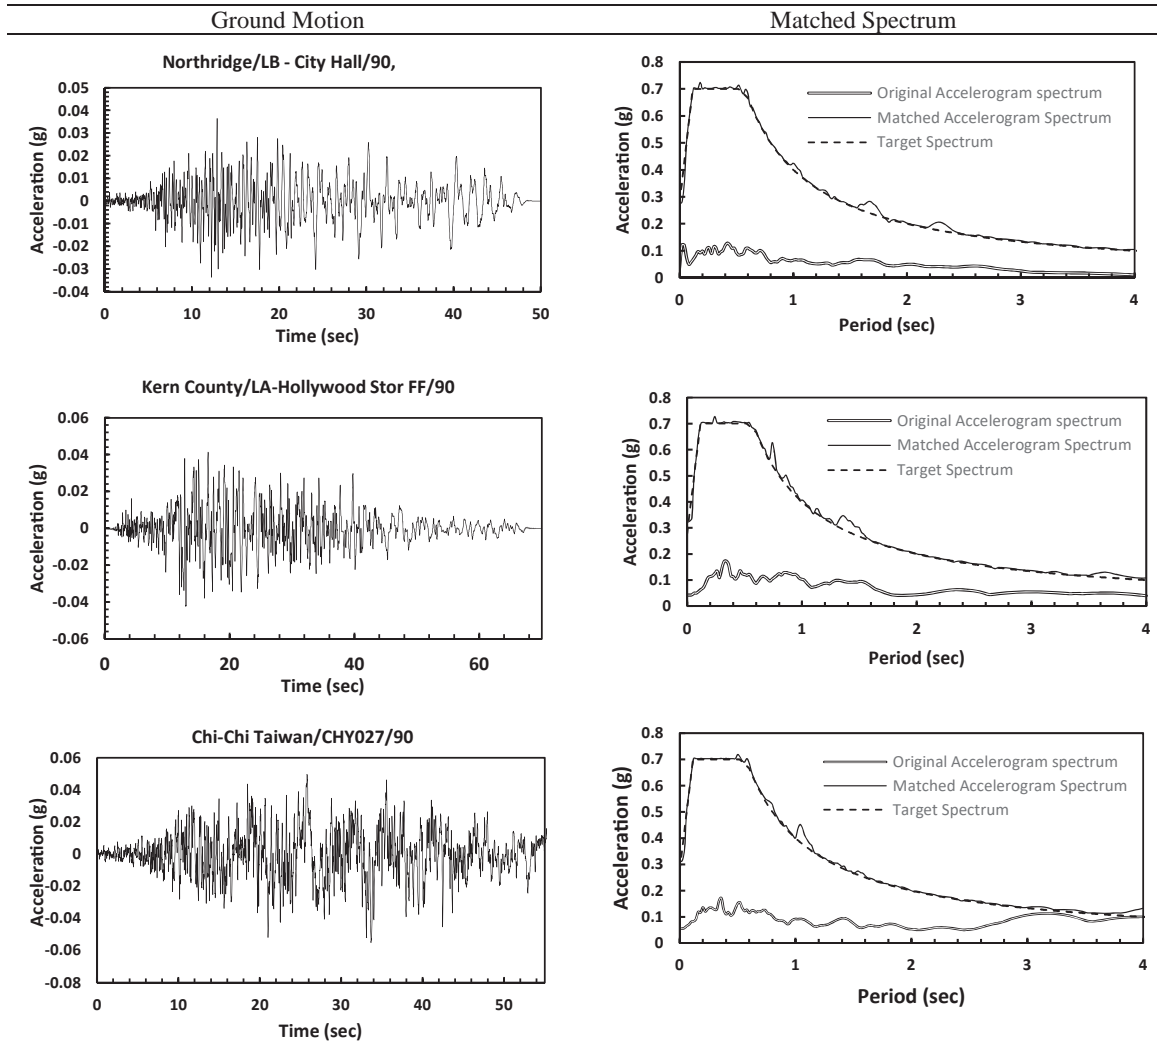 Ground Motion
Matched Spectrum
Northridge/LB - City Hall/90,
Acceleration (g)
0.05
0.04
0.03
0.02
0.01
0
-0.01
-0.02
-0.03
-0.04
0 10 20 30 40 50
Time (sec)
Acceleration (g)
0.8
0.7
0.6
0.5
0.4
0.3
0.2
0.1
0
Original Accelerogram spectrum
Matched Accelerogram Spectrum
Target Spectrum
0 1 2 3 4
Period (sec)
Kern County/LA-Hollywood Stor FF/90
Acceleration (g)
0.06
0.04
0.02
0
-0.02
-0.04
-0.06
0 20 40 60
Time (sec)
Acceleration (g)
0.8
0.7
0.6
0.5
0.4
0.3
0.2
0.1
0
Original Accelerogram spectrum
Matched Accelerogram Spectrum
Target Spectrum
0 1 2 3 4
Period (sec)
Chi-Chi Taiwan/CHY027/90
Acceleration (g)
0.06
0.04
0.02
0
-0.02
-0.04
-0.06
-0.08
0 10 20 30 40 50
Time (sec)
Acceleration (g)
0.8
0.7
0.6
0.5
0.4
0.3
0.2
0.1
0
Original Accelerogram spectrum
Matched Accelerogram Spectrum
Target Spectrum
0 1 2 3 4
Period (sec)